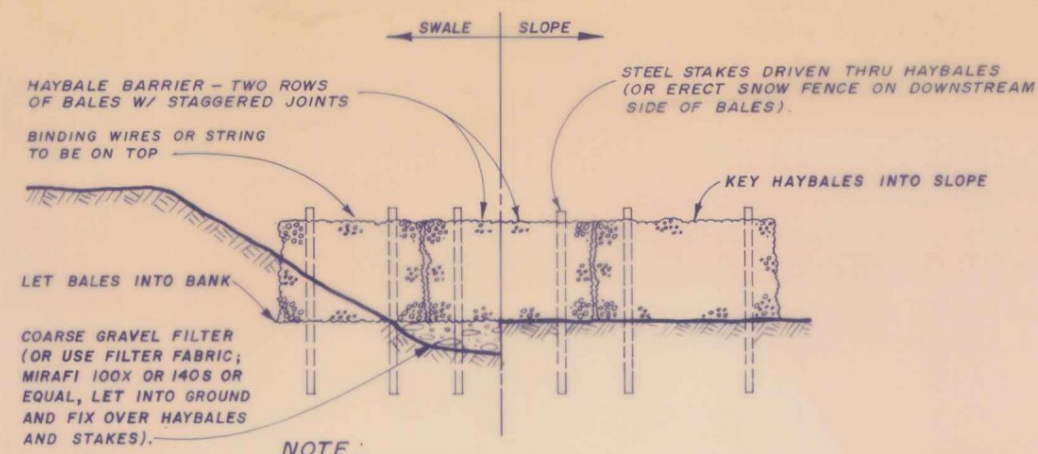 SWALE
SLOPE
HAYBALE BARRIER - TWO ROWS
OF BALES W/ STAGGERED JOINTS
STEEL STAKES DRIVEN THRU HAYBALES
(OR ERECT SNOW FENCE ON DOWNSTREAM
SIDE OF BALES).
BINDING WIRES OR STRING
TO BE ON TOP
KEY HAYBALES INTO SLOPE
LET BALES INTO BANK
COARSE GRAVEL FILTER
(OR USE FILTER FABRIC;
MIRAFI 100X OR 140S OR
EQUAL, LET INTO GROUND
AND FIX OVER HAYBALES
AND STAKES).
NOTE